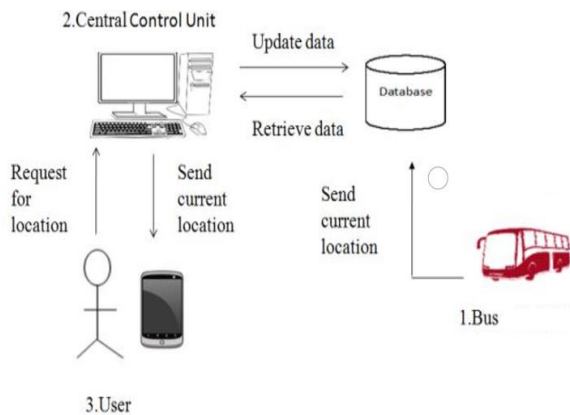 2.Central Control Unit
Update data
Database
Retrieve data
Request
for
location
Send
current
location
Send
current
location
1.Bus
3.User